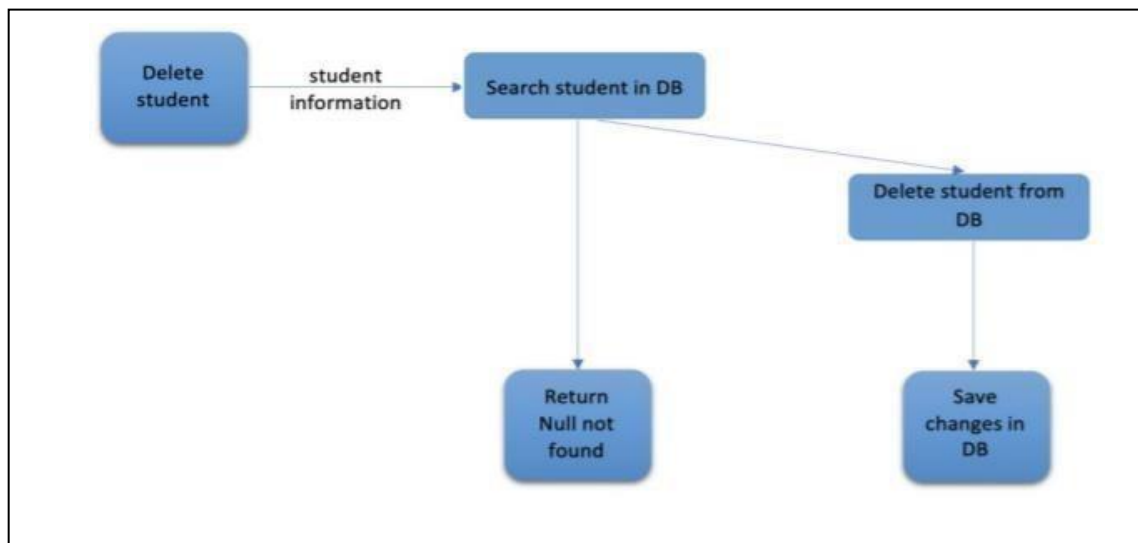 Delete
student
student
information
Search student in DB
Delete student from
DB
Return
Null not
found
Save
changes in
DB